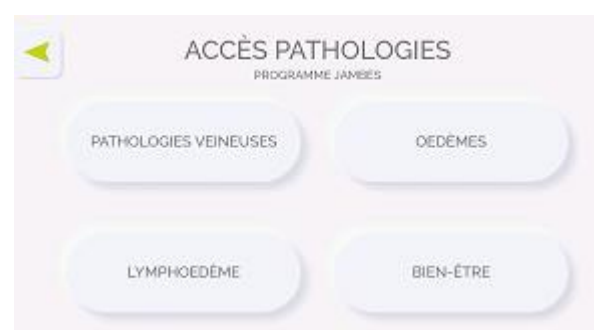 ACCÈS PATHOLOGIES
PROGRAMME JAMBES
PATHOLOGIES VEINEUSES
OEDÈMES
LYMPHOEDÈME
BIEN-ÊTRE